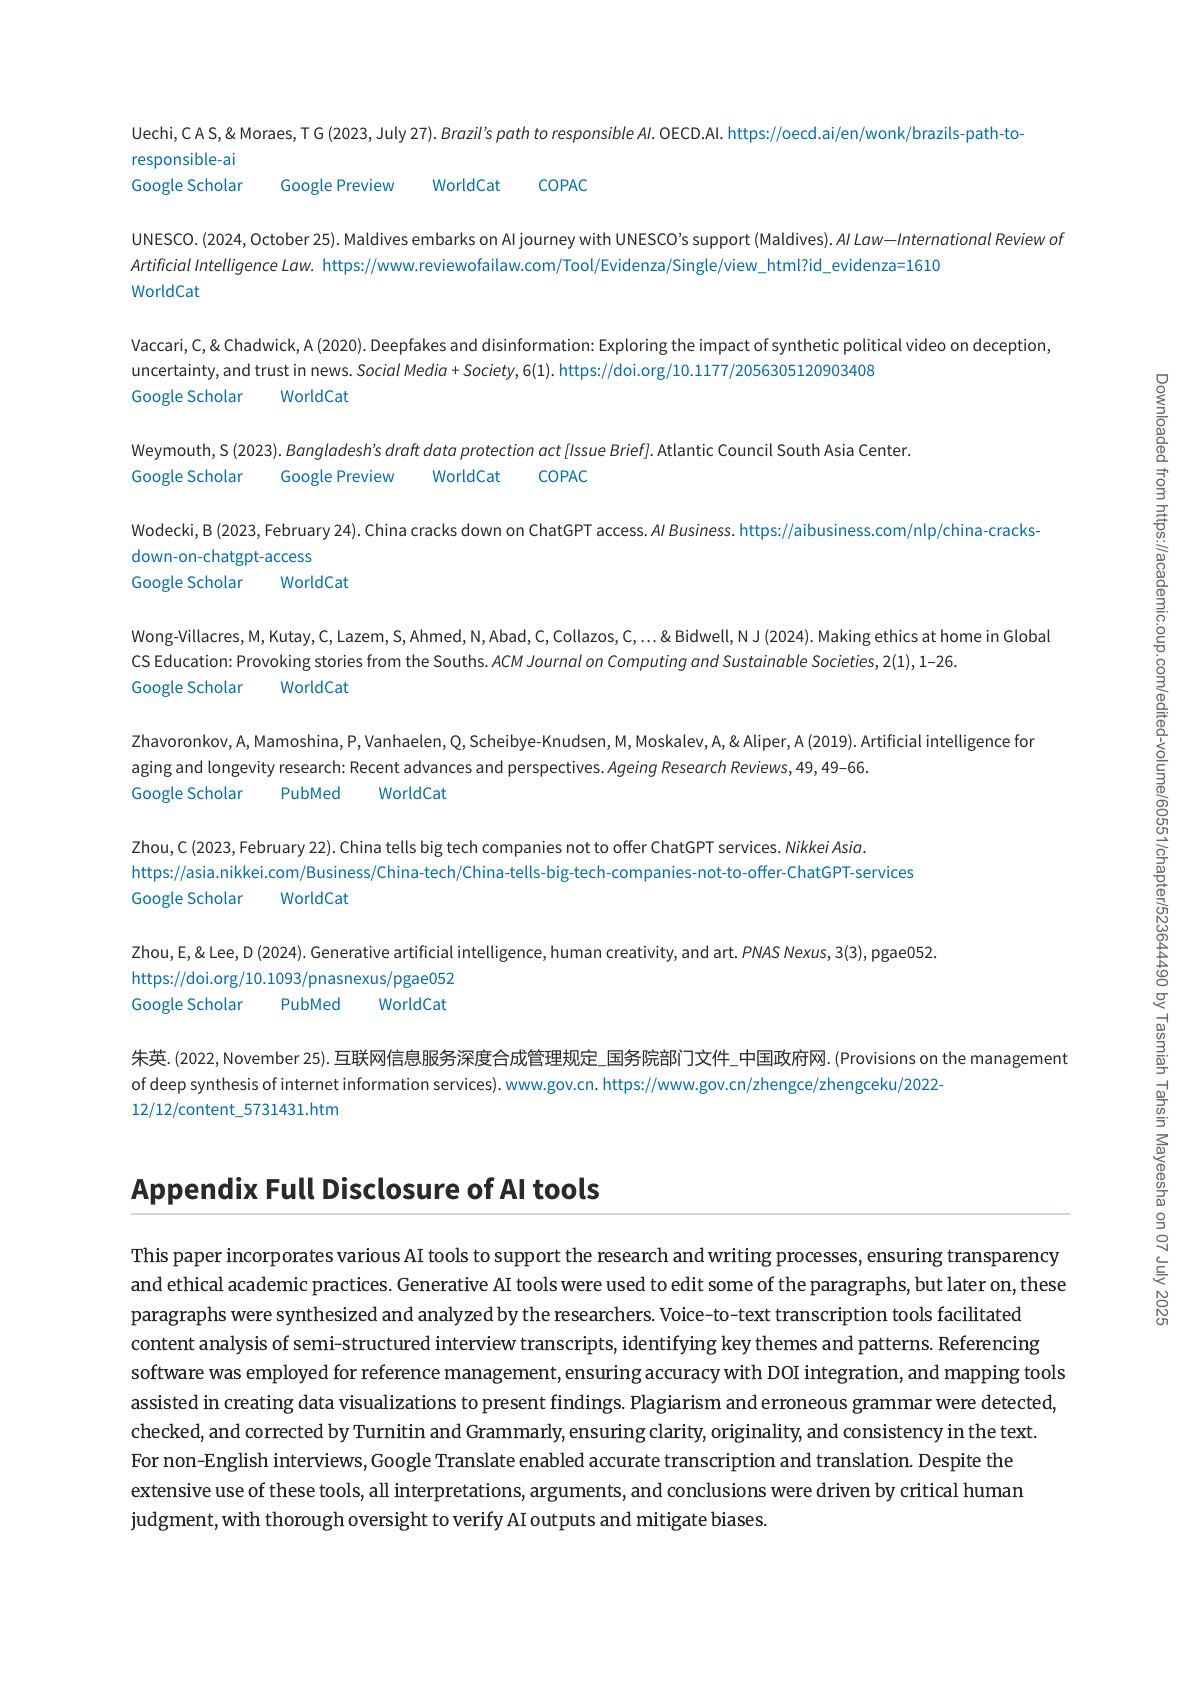 Uechi, C A S, & Moraes, T G (2023, July 27). Brazil’s path to responsible AI. OECD.AI. https://oecd.ai/en/wonk/brazils-path-to-
responsible-ai
Google Scholar Google Preview WorldCat COPAC
UNESCO. (2024, October 25). Maldives embarks on AI journey with UNESCO’s support (Maldives). AI Law—International Review of
Artificial Intelligence Law. https://www.reviewofailaw.com/Tool/Evidenza/Single/view_html?id_evidenza=1610
WorldCat
Vaccari, C, & Chadwick, A (2020). Deepfakes and disinformation: Exploring the impact of synthetic political video on deception,
uncertainty, and trust in news. Social Media + Society, 6(1). https://doi.org/10.1177/2056305120903408
Google Scholar WorldCat
Weymouth, S (2023). Bangladesh’s draft data protection act [Issue Brief]. Atlantic Council South Asia Center.
Google Scholar Google Preview WorldCat COPAC
Wodecki, B (2023, February 24). China cracks down on ChatGPT access. AI Business. https://aibusiness.com/nlp/china-cracks-
down-on-chatgpt-access
Google Scholar WorldCat
Wong-Villacres, M, Kutay, C, Lazem, S, Ahmed, N, Abad, C, Collazos, C, … & Bidwell, N J (2024). Making ethics at home in Global
CS Education: Provoking stories from the Souths. ACM Journal on Computing and Sustainable Societies, 2(1), 1–26.
Google Scholar WorldCat
Zhavoronkov, A, Mamoshina, P, Vanhaelen, Q, Scheibye-Knudsen, M, Moskalev, A, & Aliper, A (2019). Artificial intelligence for
aging and longevity research: Recent advances and perspectives. Ageing Research Reviews, 49, 49–66.
Google Scholar PubMed WorldCat
Zhou, C (2023, February 22). China tells big tech companies not to offer ChatGPT services. Nikkei Asia.
https://asia.nikkei.com/Business/China-tech/China-tells-big-tech-companies-not-to-offer-ChatGPT-services
Google Scholar WorldCat
Zhou, E, & Lee, D (2024). Generative artificial intelligence, human creativity, and art. PNAS Nexus, 3(3), pgae052.
https://doi.org/10.1093/pnasnexus/pgae052
Google Scholar PubMed WorldCat
朱英. (2022, November 25). 互联网信息服务深度合成管理规定_国务院部门文件_中国政府网. (Provisions on the management
of deep synthesis of internet information services). www.gov.cn. https://www.gov.cn/zhengce/zhengceku/2022-
12/12/content_5731431.htm
Appendix Full Disclosure of AI tools
This paper incorporates various AI tools to support the research and writing processes, ensuring transparency
and ethical academic practices. Generative AI tools were used to edit some of the paragraphs, but later on, these
paragraphs were synthesized and analyzed by the researchers. Voice-to-text transcription tools facilitated
content analysis of semi-structured interview transcripts, identifying key themes and patterns. Referencing
software was employed for reference management, ensuring accuracy with DOI integration, and mapping tools
assisted in creating data visualizations to present findings. Plagiarism and erroneous grammar were detected,
checked, and corrected by Turnitin and Grammarly, ensuring clarity, originality, and consistency in the text.
For non-English interviews, Google Translate enabled accurate transcription and translation. Despite the
extensive use of these tools, all interpretations, arguments, and conclusions were driven by critical human
judgment, with thorough oversight to verify AI outputs and mitigate biases.
Downloaded from https://academic.oup.com/edited-volume/60551/chapter/523644490 by Tasmiah Tahsin Mayeesha on 07 July 2025